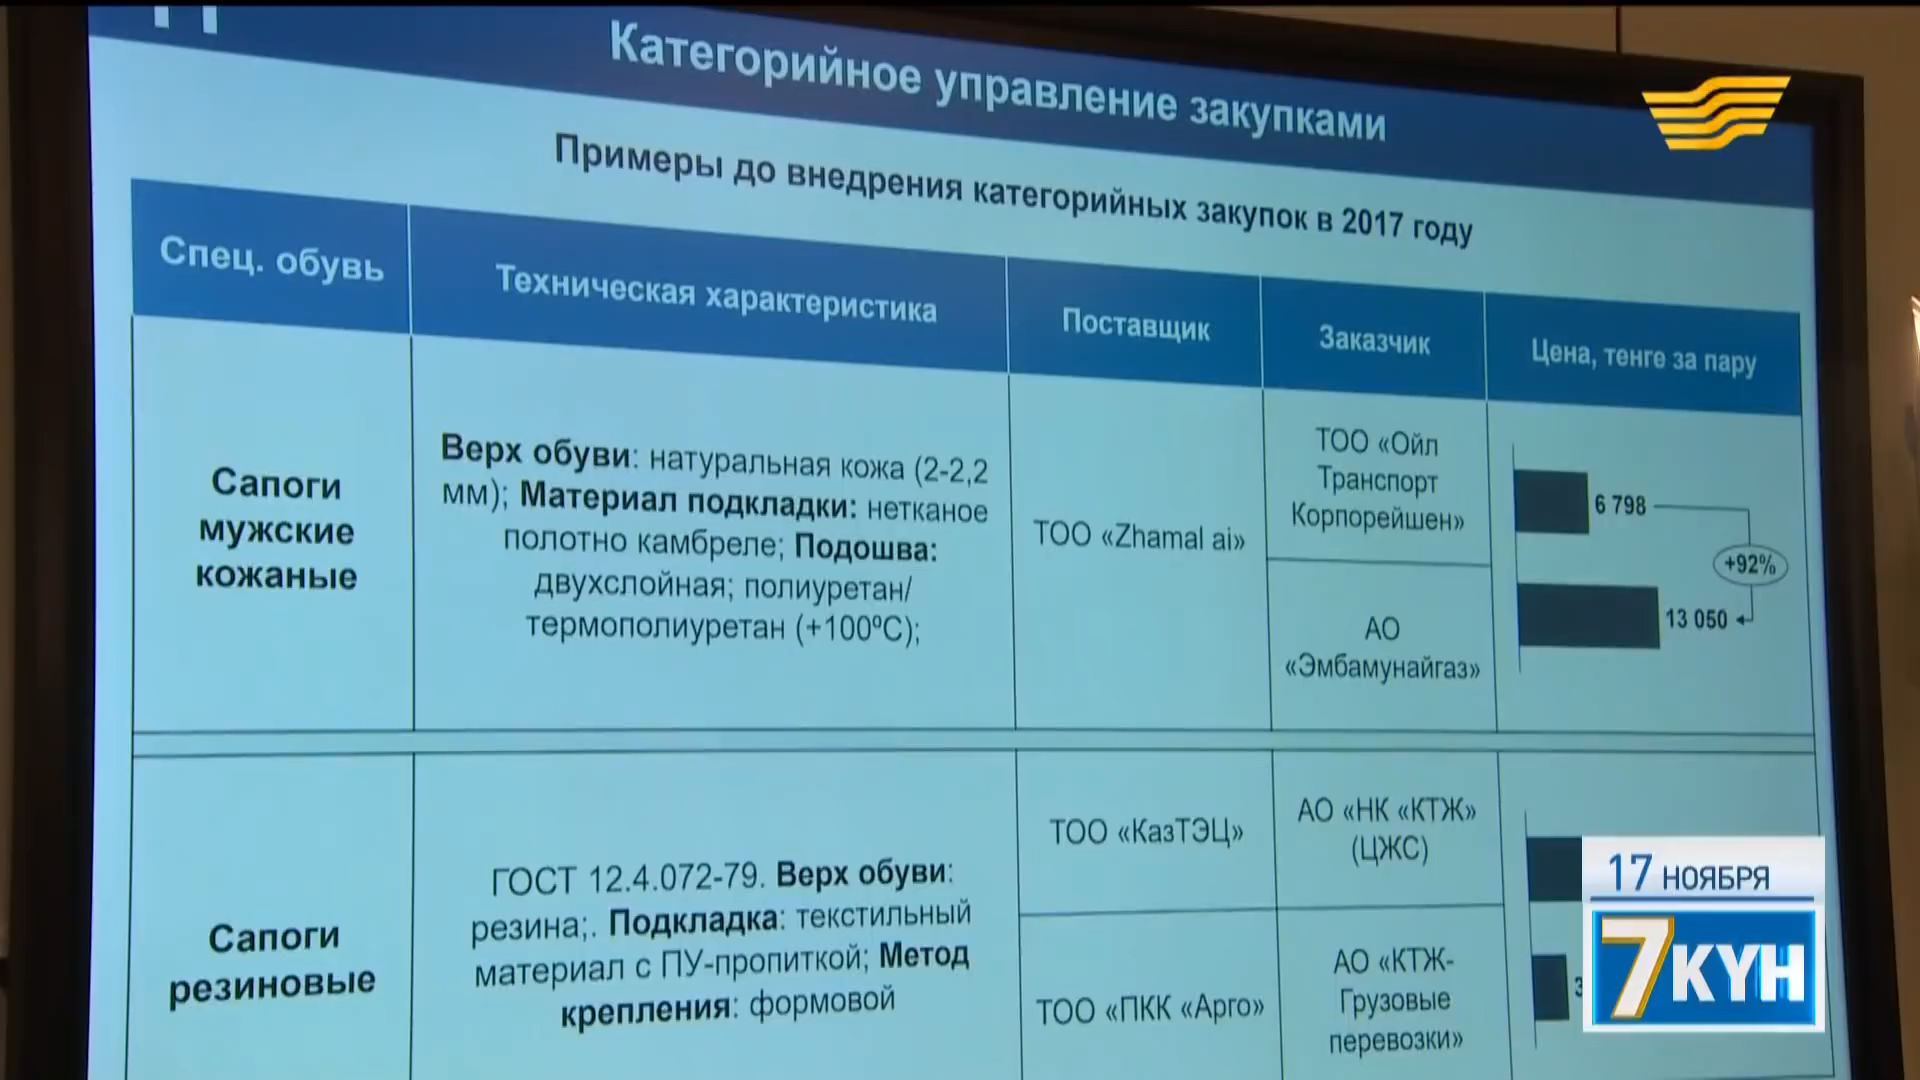 Категорийное управление закупками
Примеры до внедрения категорийных закупок в 2017 году
Спец. обувь
Техническая характеристика
Поставщик
Заказчик
Цена, тенге за пару
Сапоги
мужские
кожаные
Верх обуви: натуральная кожа (2-2,2
мм); Материал подкладки: нетканое
полотно камбреле; Подошва:
двухслойная; полиуретан/
термополиуретан (+100ºС);
ТОО «Zhamal ai»
ТОО «Ойл
Транспорт
Корпорейшен»
АО
«Эмбамунайгаз»
6 798
+92%
13 050
Сапоги
резиновые
ГОСТ 12.4.072-79. Верх обуви:
резина;. Подкладка: текстильный
материал с ПУ-пропиткой; Метод
крепления: формовой
ТОО «КазТЭЦ»
АО «НК «КТЖ»
(ЦЖС)
ТОО «ПКК «Арго»
АО «КТЖ-
Грузовые
перевозки»
17 НОЯБРЯ
7 КҮН